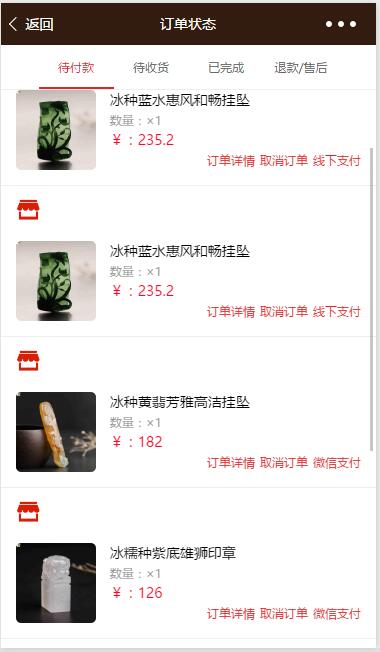 返回 订单状态
待付款 待收货 已完成 退款/售后
冰种蓝水惠风和畅挂坠
数量：×1
￥：235.2
订单详情 取消订单 线下支付
冰种蓝水惠风和畅挂坠
数量：×1
￥：235.2
订单详情 取消订单 线下支付
冰种黄翡芳雅高洁挂坠
数量：×1
￥：182
订单详情 取消订单 微信支付
冰糯种紫底雄狮印章
数量：×1
￥：126
订单详情 取消订单 微信支付